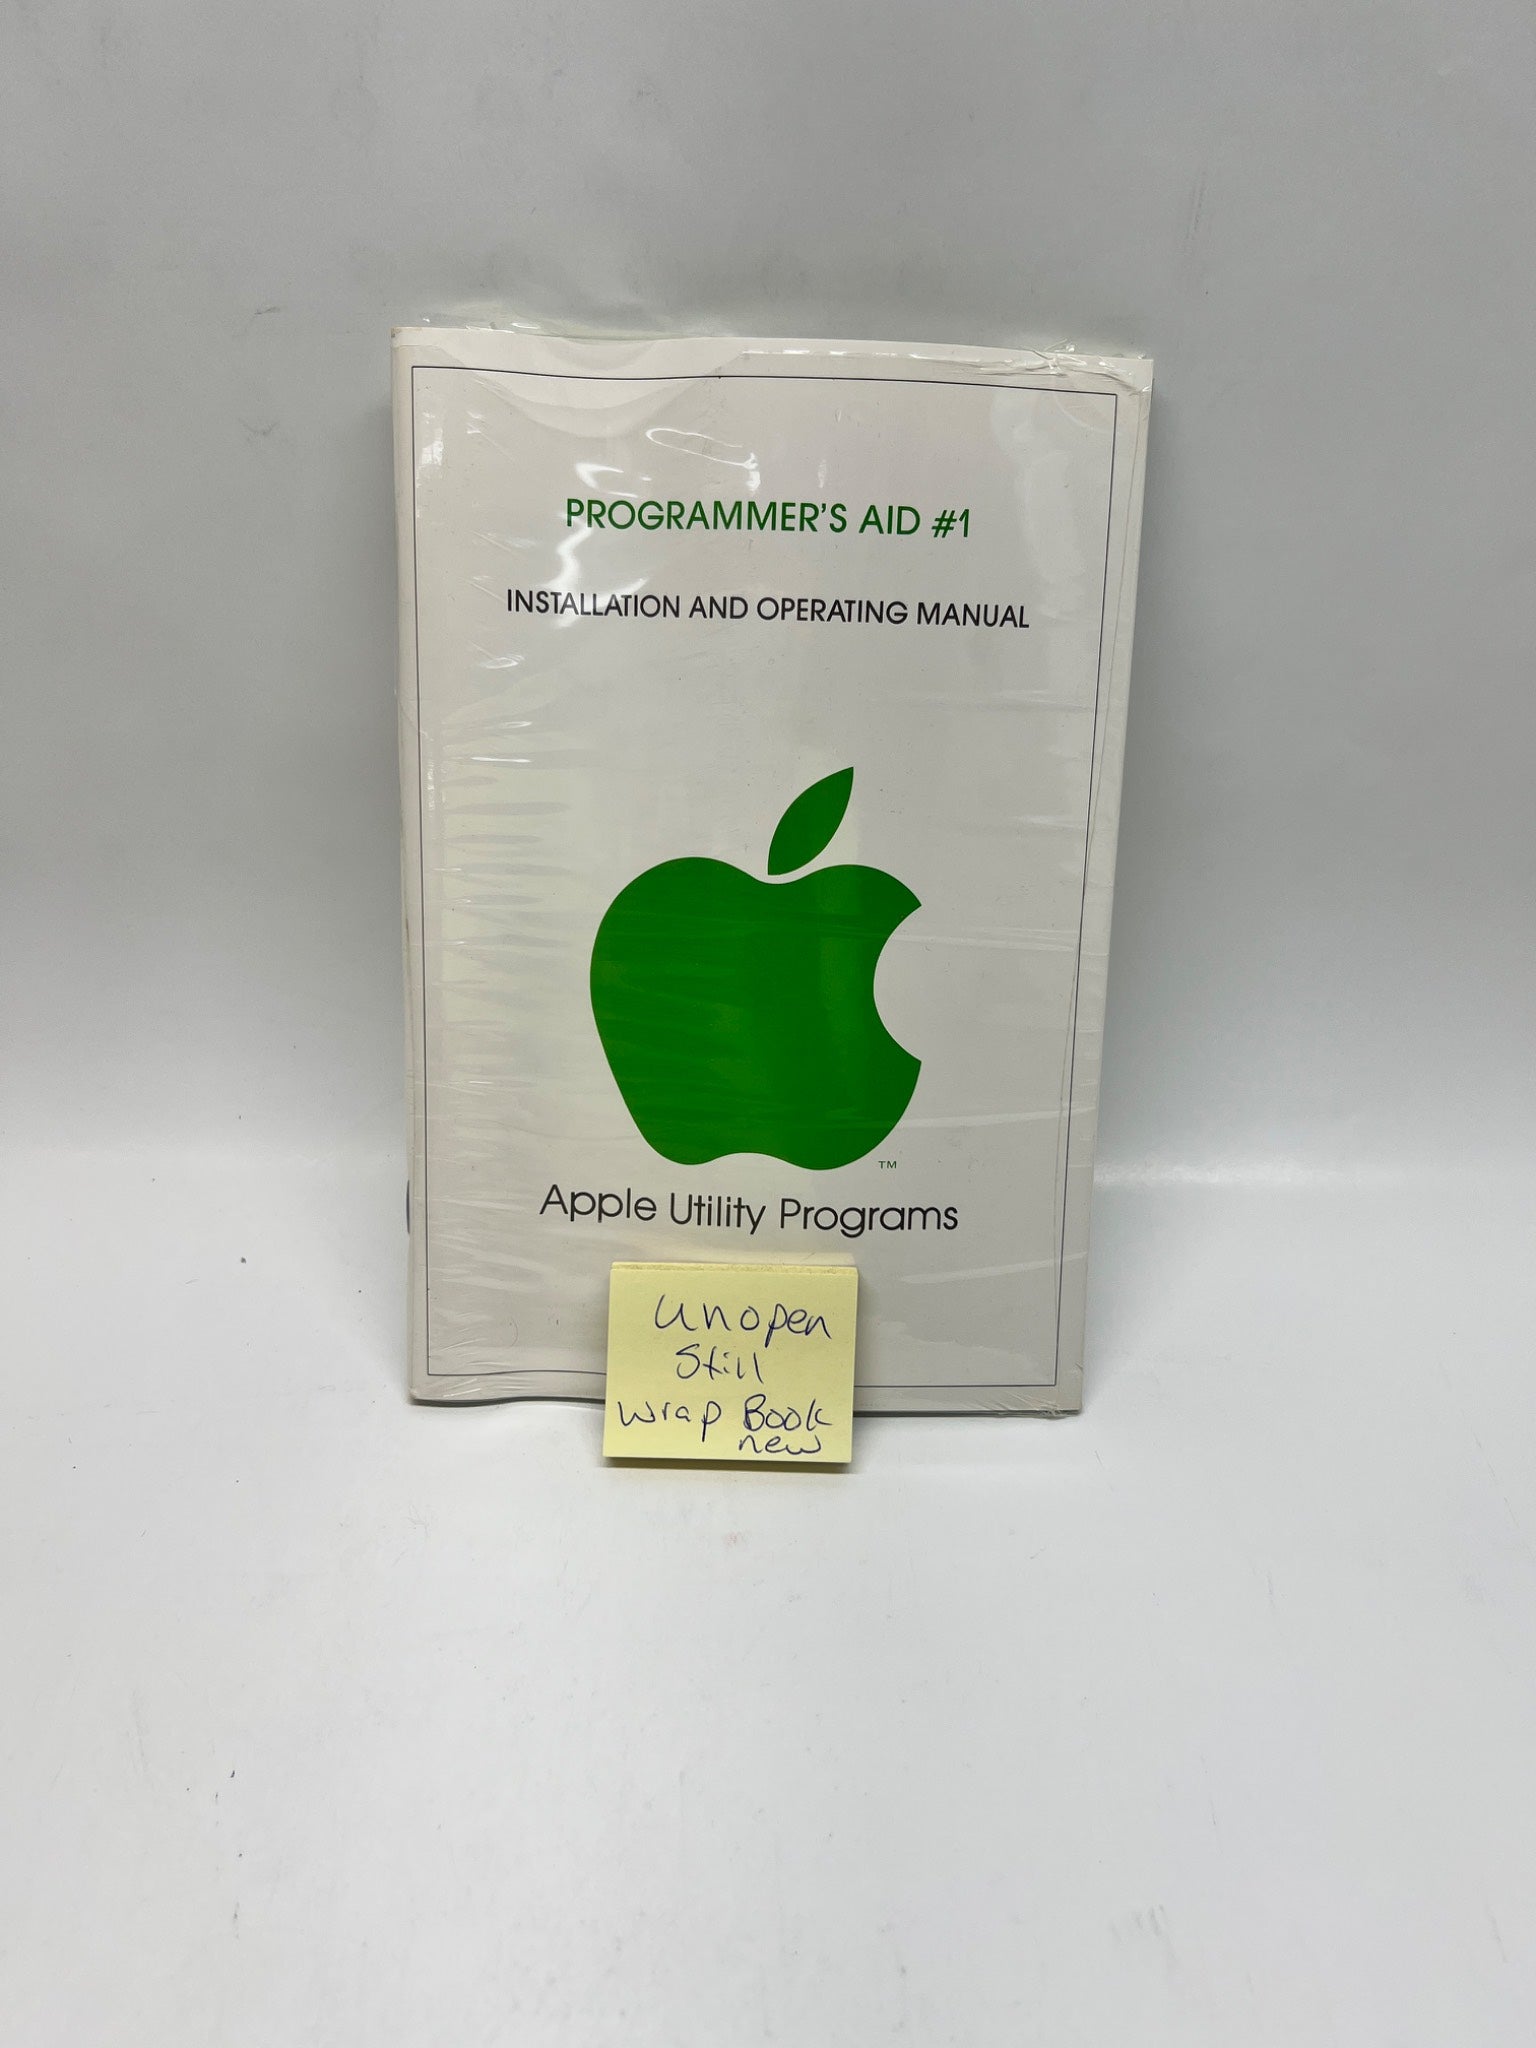 PROGRAMMER'S AID #1
INSTALLATION AND OPERATING MANUAL
TM
Apple Utility Programs
unopen
Still
wrap Book
new